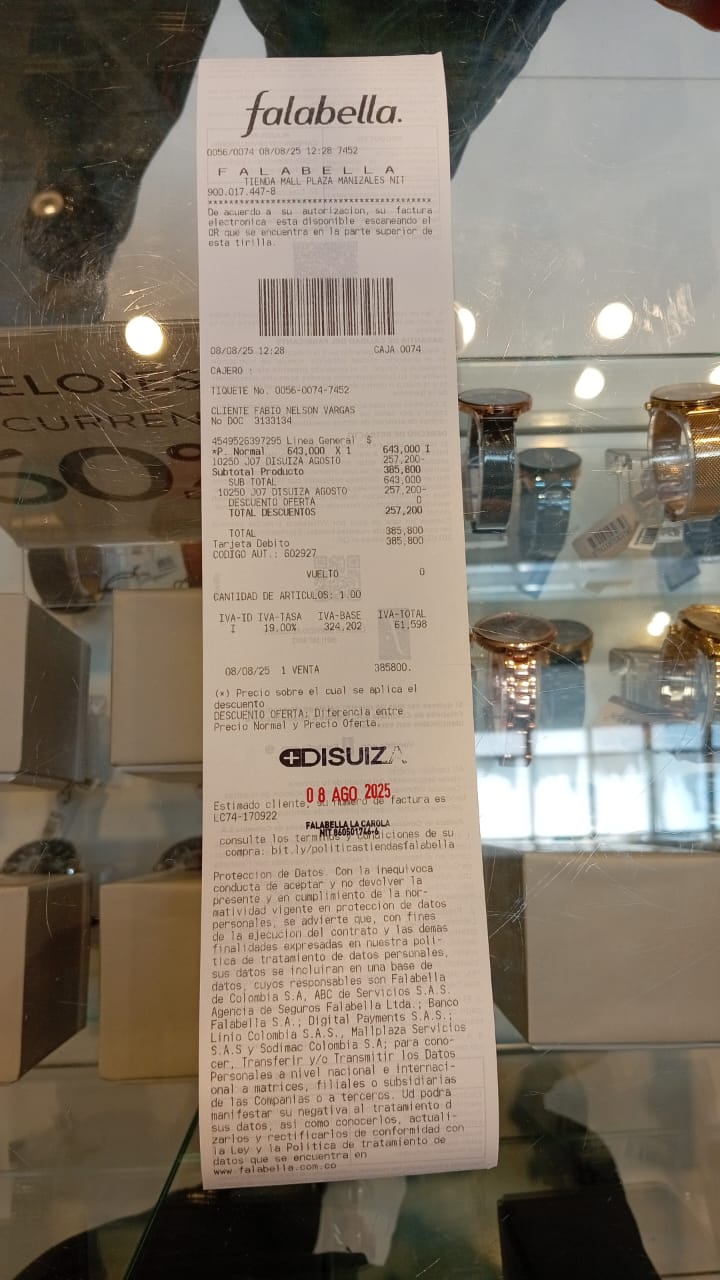 falabella.
0056/0074 08/08/25 12:28 7452
F A L A B E L L A
TIENDA MALL PLAZA MANIZALES NIT
900.017.447-8
****************************************
De acuerdo a su autorizacion, su factura
electronica esta disponible escaneando el
QR que se encuentra en la parte superior de
esta tirilla.
08/08/25 12:28 CAJA 0074
CAJERO :
TIQUETE No. 0056-0074-7452
CLIENTE FABIO NELSON VARGAS
No DOC 3133134
4549526397295 Linea General $
*P. Normal 643,000 X 1 643,000 I
10250 J07 DISUIZA AGOSTO 257,200-
Subtotal Producto 385,800
SUB TOTAL 643,000
10250 J07 DISUIZA AGOSTO 257,200-
DESCUENTO OFERTA 0
TOTAL DESCUENTOS 257,200
TOTAL 385,800
Tarjeta Debito 385,800
CODIGO AUT.: 602927
VUELTO 0
CANTIDAD DE ARTICULOS: 1.00
IVA-ID IVA-TASA IVA-BASE IVA-TOTAL
I 19.00% 324,202 61,598
08/08/25 1 VENTA 385800.
(*) Precio sobre el cual se aplica el
descuento
DESCUENTO OFERTA: Diferencia entre
Precio Normal y Precio Oferta.
DISUIZA
08 AGO 2025
Estimado cliente, su numero de factura es
LC74-170922
FALABELLA LA CAROLA
NIT 860501746-6
consulte los terminos y condiciones de su
compra: bit.ly/politicastiendasfalabella
Proteccion de Datos. Con la inequivoca
conducta de aceptar y no devolver la
presente y en cumplimiento de la nor-
matividad vigente en proteccion de datos
personales, se advierte que, con fines
de la ejecucion del contrato y las demas
finalidades expresadas en nuestra poli-
tica de tratamiento de datos personales,
sus datos se incluiran en una base de
datos, cuyos responsables son Falabella
de Colombia S.A, ABC de Servicios S.A.S.
Agencia de Seguros Falabella Ltda.; Banco
Falabella S.A.; Digital Payments S.A.S.;
Linio Colombia S.A.S., Mallplaza Servicios
S.A.S y Sodimac Colombia S.A; para cono-
cer, Transferir y/o Transmitir los Datos
Personales a nivel nacional e internaci-
onal a matrices, filiales o subsidiarias
de las Companias o a terceros. Ud podra
manifestar su negativa al tratamiento d
sus datos, asi como conocerlos, actuali-
zarlos y rectificarlos de conformidad con
la Ley y la Politica de tratamiento de
datos que se encuentra en
www.falabella.com.co
ELOJES
CURREN
60%